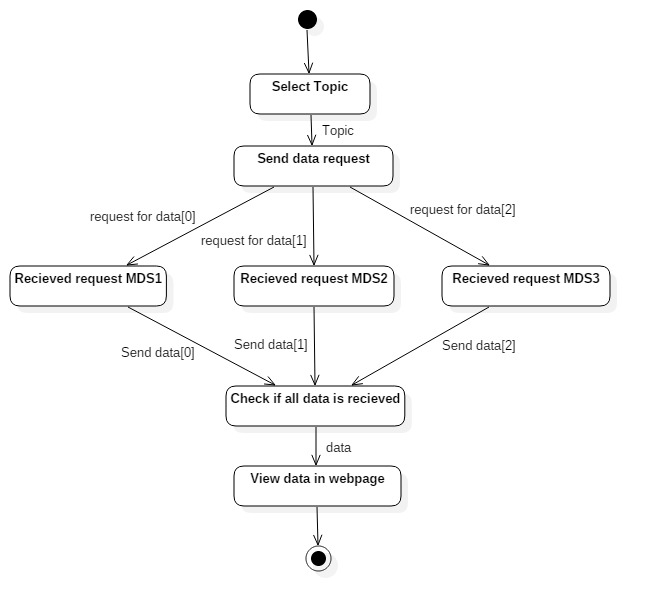 Select Topic
Topic
Send data request
request for data[0]
request for data[1]
request for data[2]
Recieved request MDS1
Recieved request MDS2
Recieved request MDS3
Send data[0]
Send data[1]
Send data[2]
Check if all data is recieved
data
View data in webpage